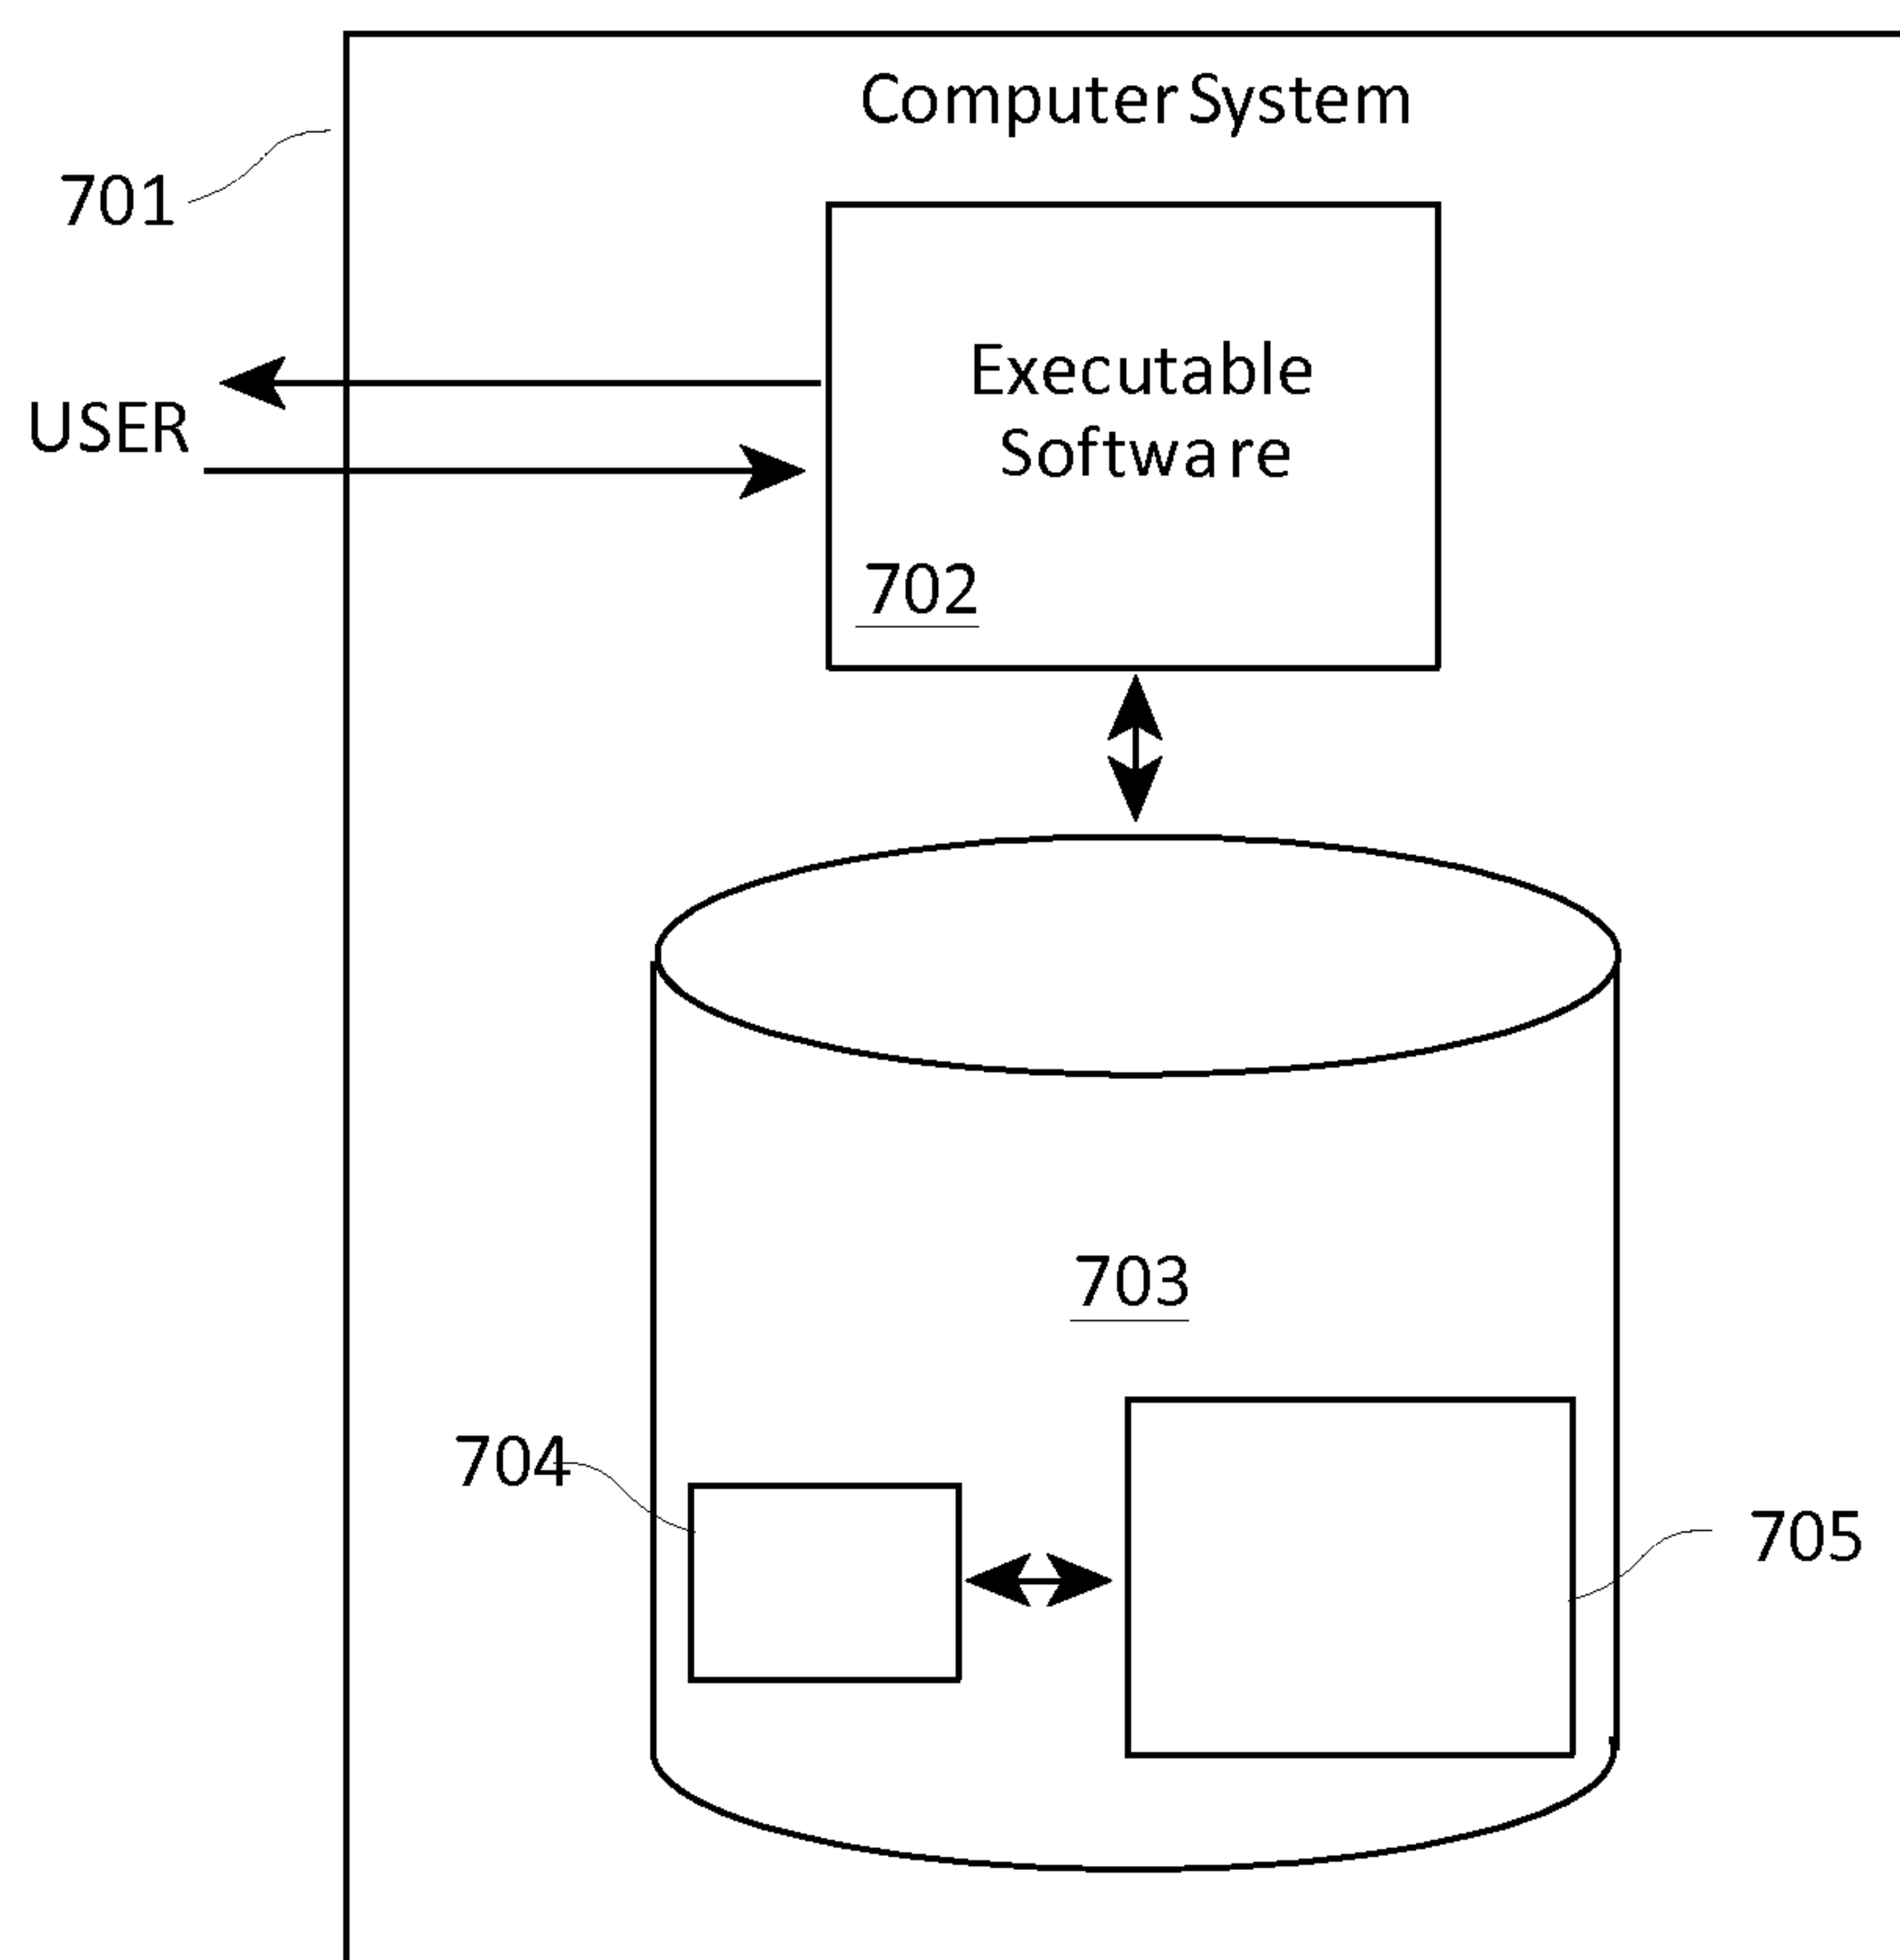 Computer System
701
Executable
Software
USER
702
703
704
705